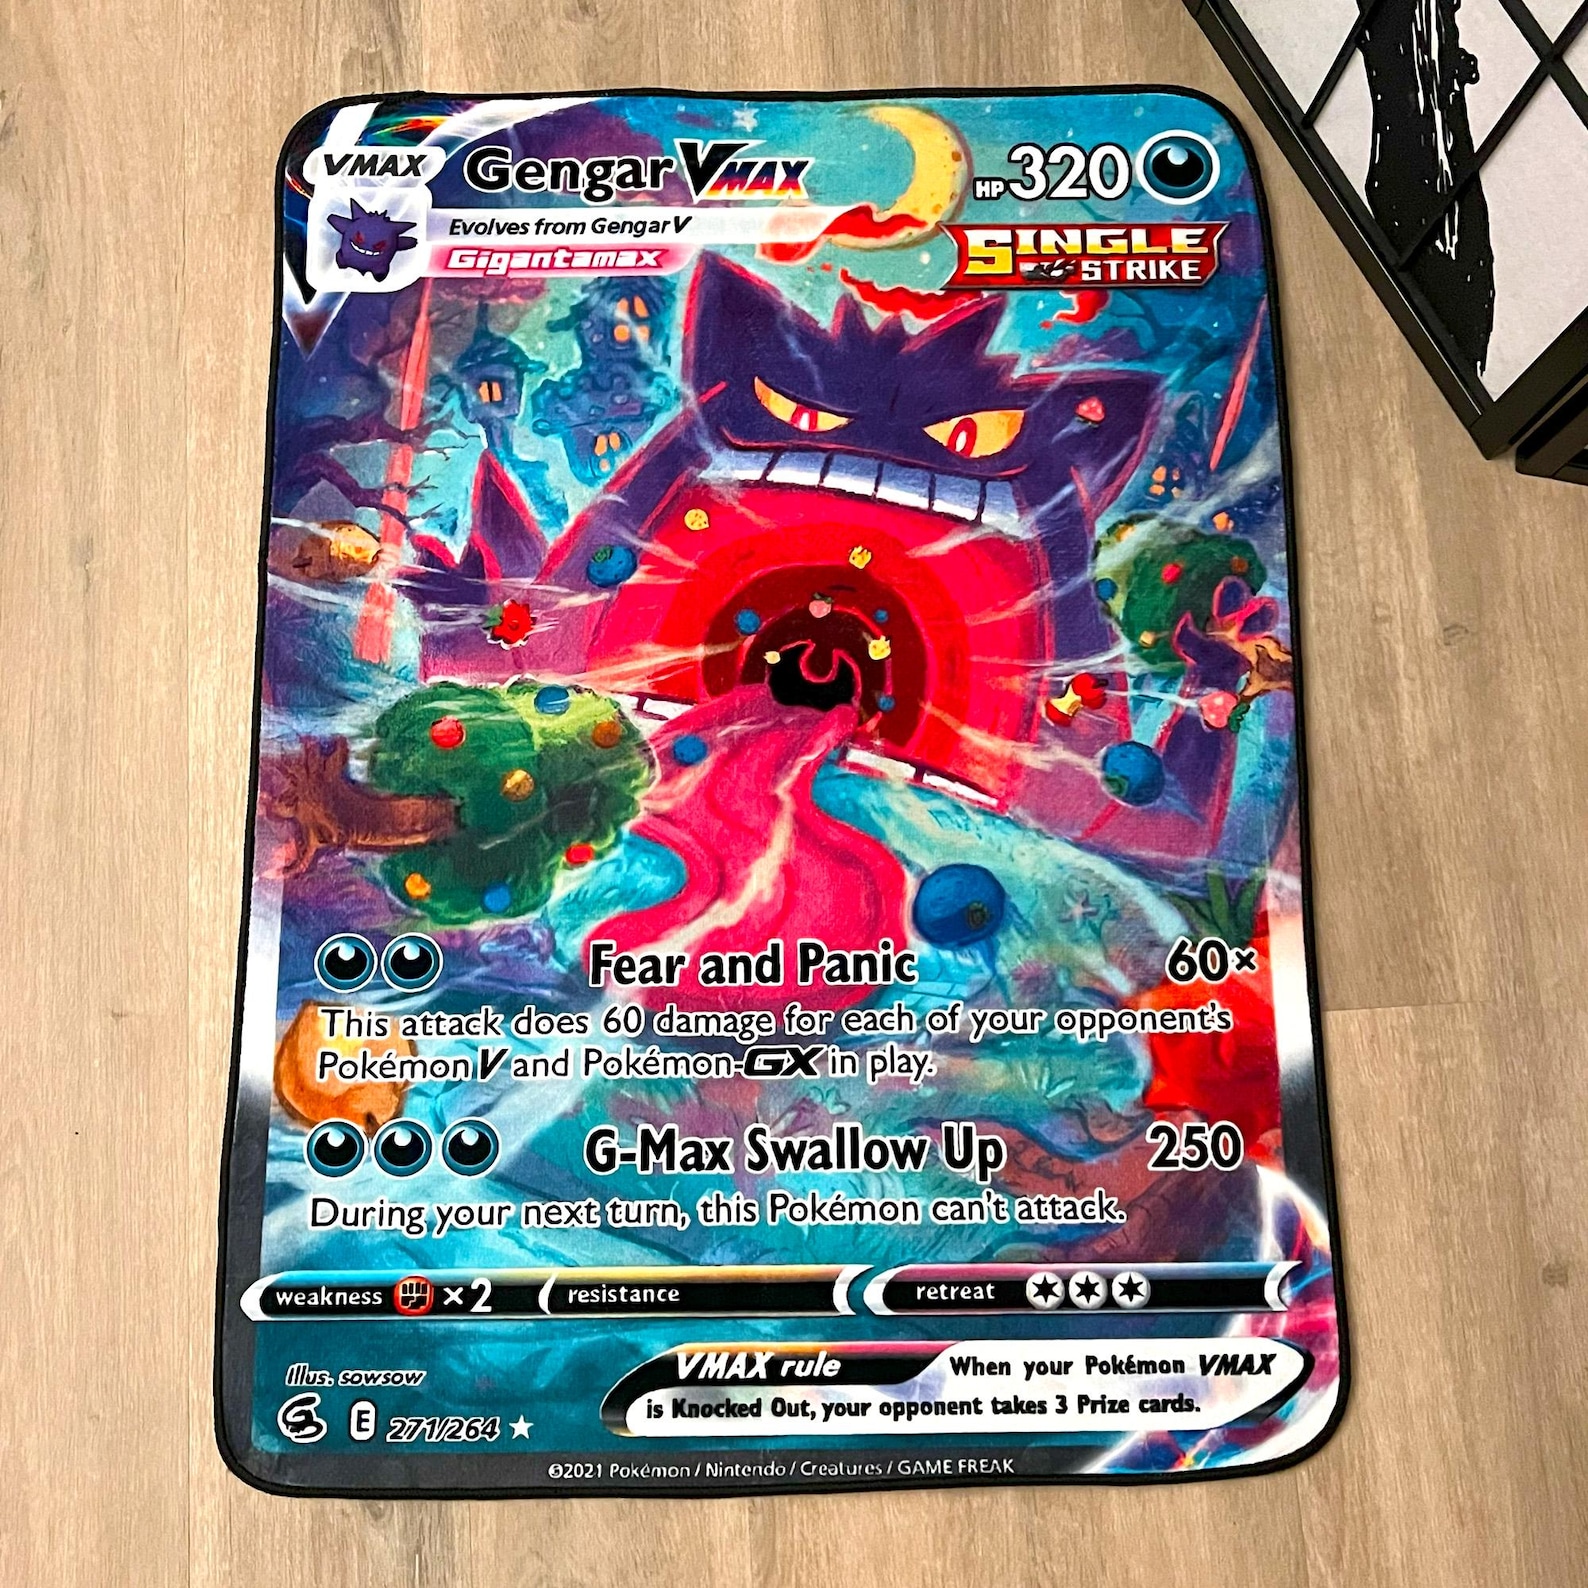 VMAX Gengar VMAX HP 320
Evolves from Gengar V
Gigantamax
SINGLE
STRIKE
Fear and Panic 60×
This attack does 60 damage for each of your opponent's
Pokémon V and Pokémon-GX in play.
G-Max Swallow Up 250
During your next turn, this Pokémon can't attack.
weakness ×2 resistance retreat
VMAX rule When your Pokémon VMAX
is Knocked Out, your opponent takes 3 Prize cards.
Illus. sowsow
E 271/264 ★
©2021 Pokémon / Nintendo / Creatures / GAME FREAK